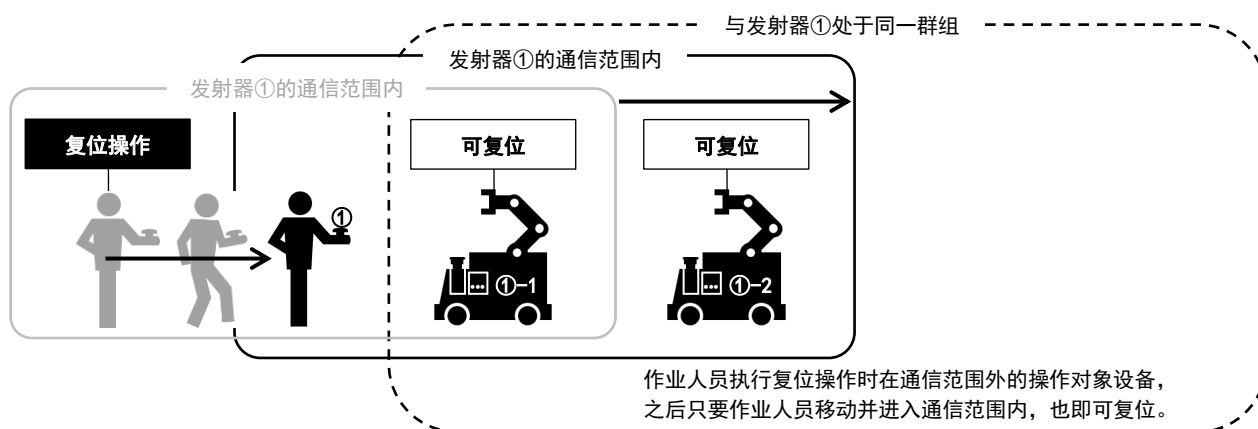 与发射器①处于同一群组
发射器①的通信范围内
发射器①的通信范围内
复位操作
可复位
可复位
①
①-1
①-2
作业人员执行复位操作时在通信范围外的操作对象设备，
之后只要作业人员移动并进入通信范围内，也即可复位。